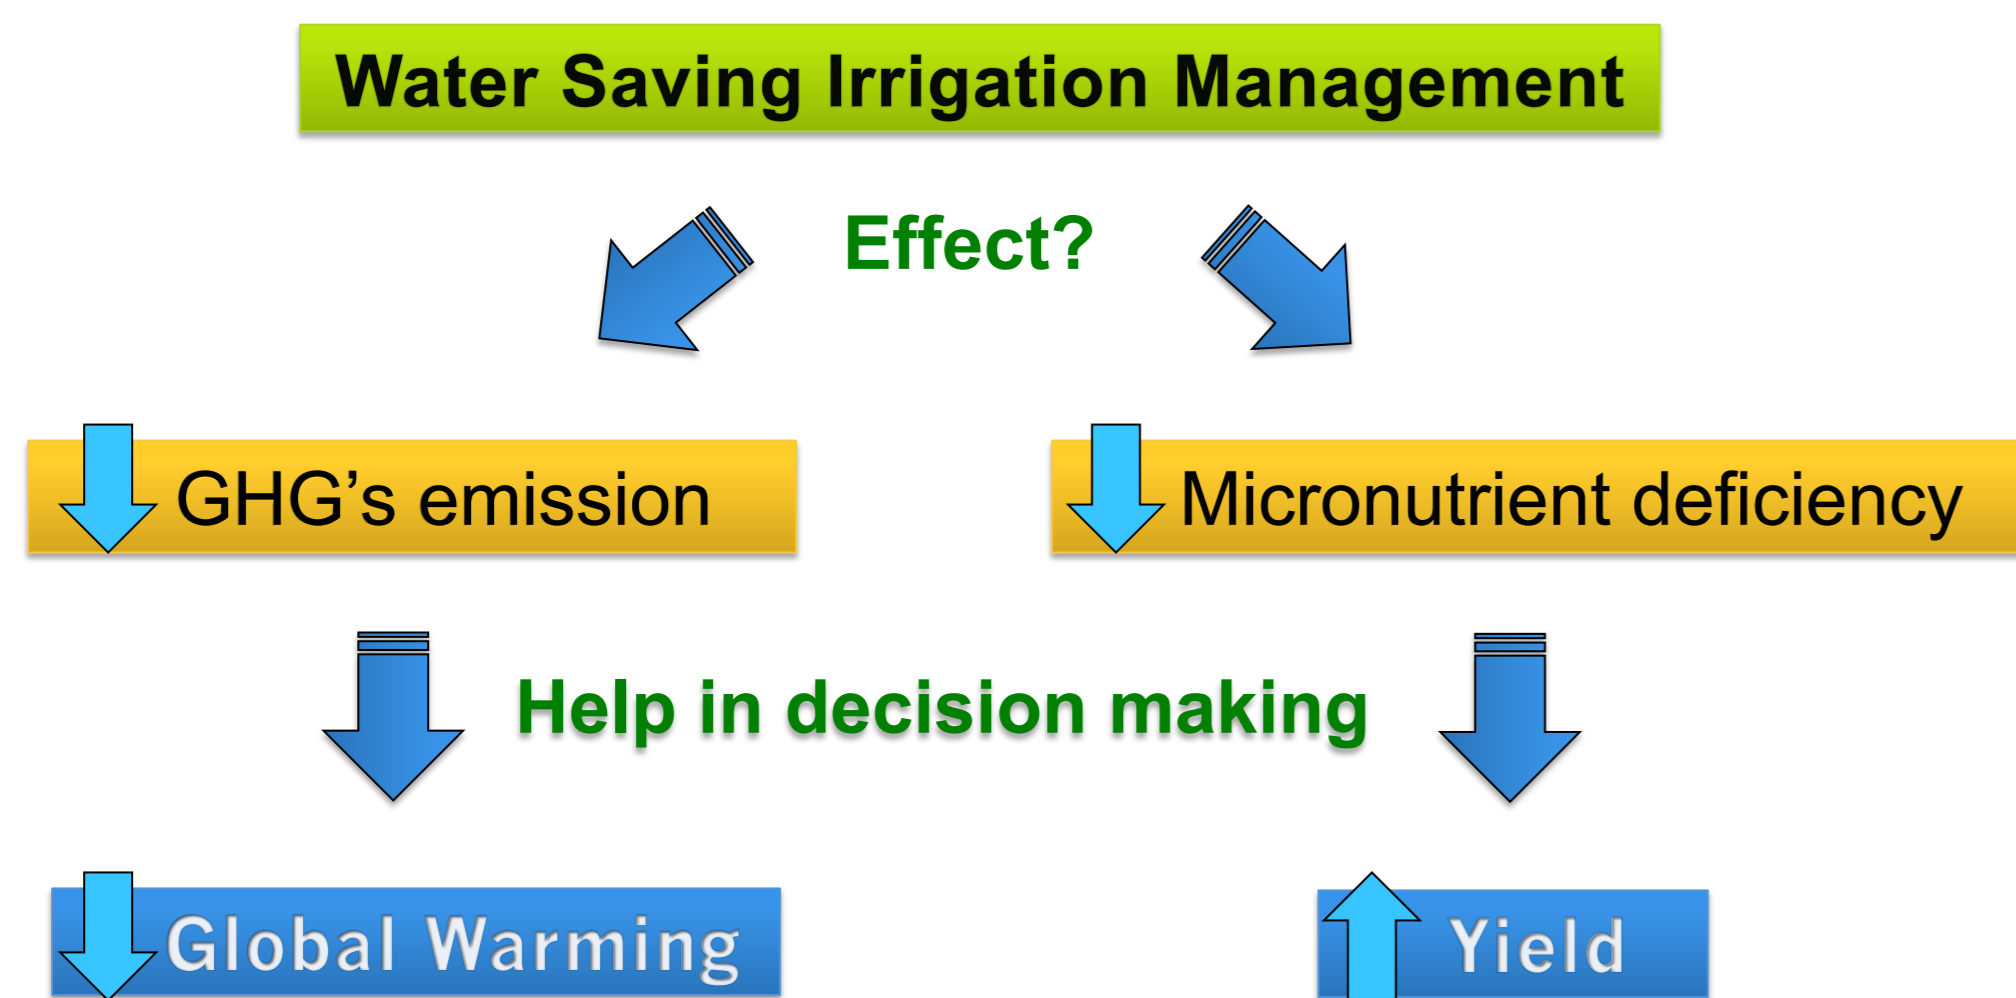 Water Saving Irrigation Management
Effect?
GHG’s emission
Micronutrient deficiency
Help in decision making
Global Warming
Yield